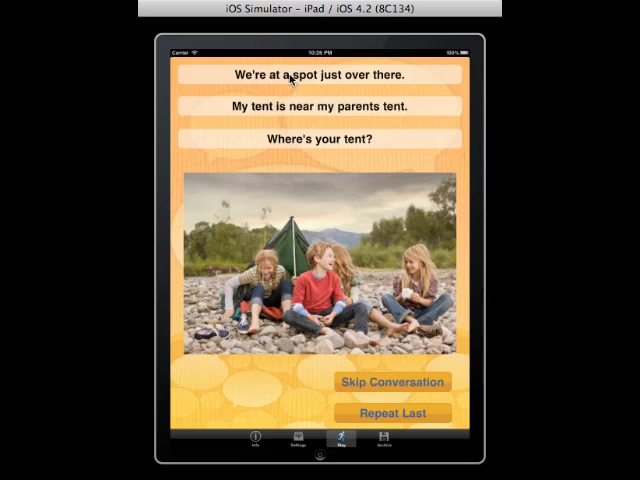 iOS Simulator - iPad / iOS 4.2 (8C134)
Carrier 10:26 PM 100%
We're at a spot just over there.
My tent is near my parents tent.
Where's your tent?
Skip Conversation
Repeat Last
Info Settings Play Archive